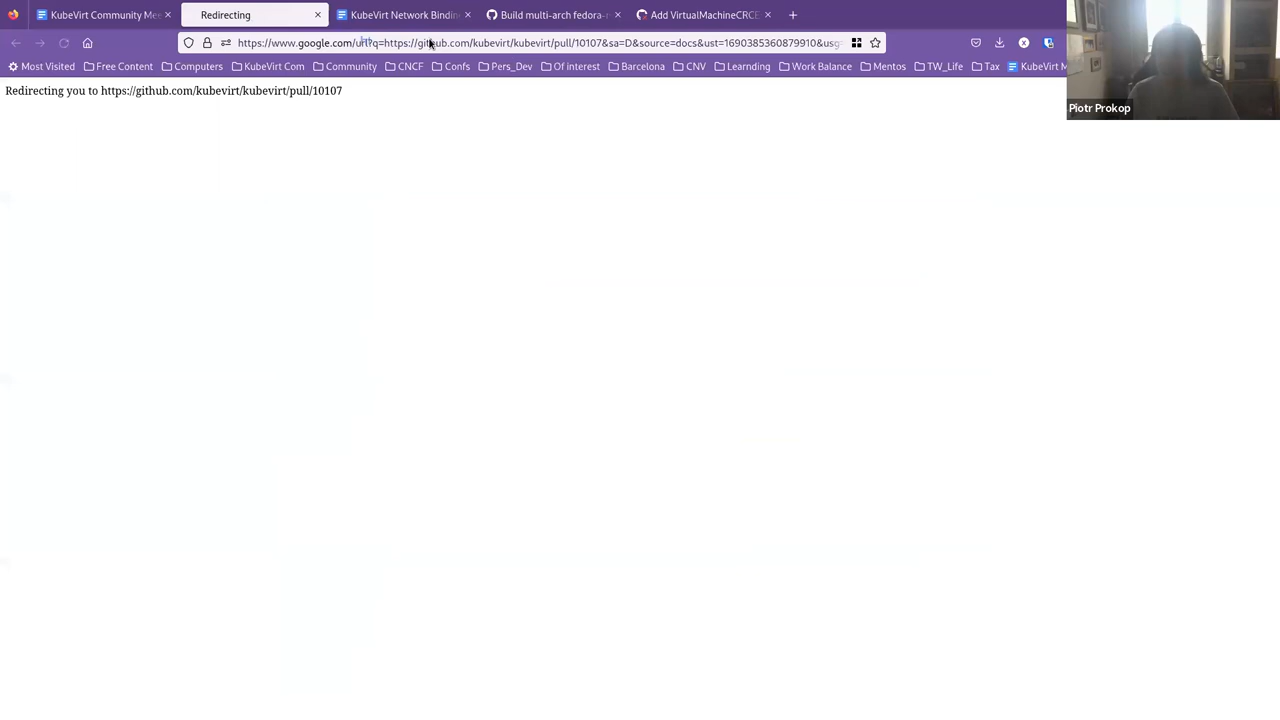 KubeVirt Community Mee
Redirecting
KubeVirt Network Bindin
Build multi-arch fedora-
Add VirtualMachineCRCE
https://www.google.com/url?q=https://github.com/kubevirt/kubevirt/pull/10107&sa=D&source=docs&ust=1690385360879910&usg
Most Visited
Free Content
Computers
KubeVirt Com
Community
CNCF
Confs
Pers_Dev
Of interest
Barcelona
CNV
Learnding
Work Balance
Mentos
TW_Life
Tax
KubeVirt M
Redirecting you to https://github.com/kubevirt/kubevirt/pull/10107
Piotr Prokop